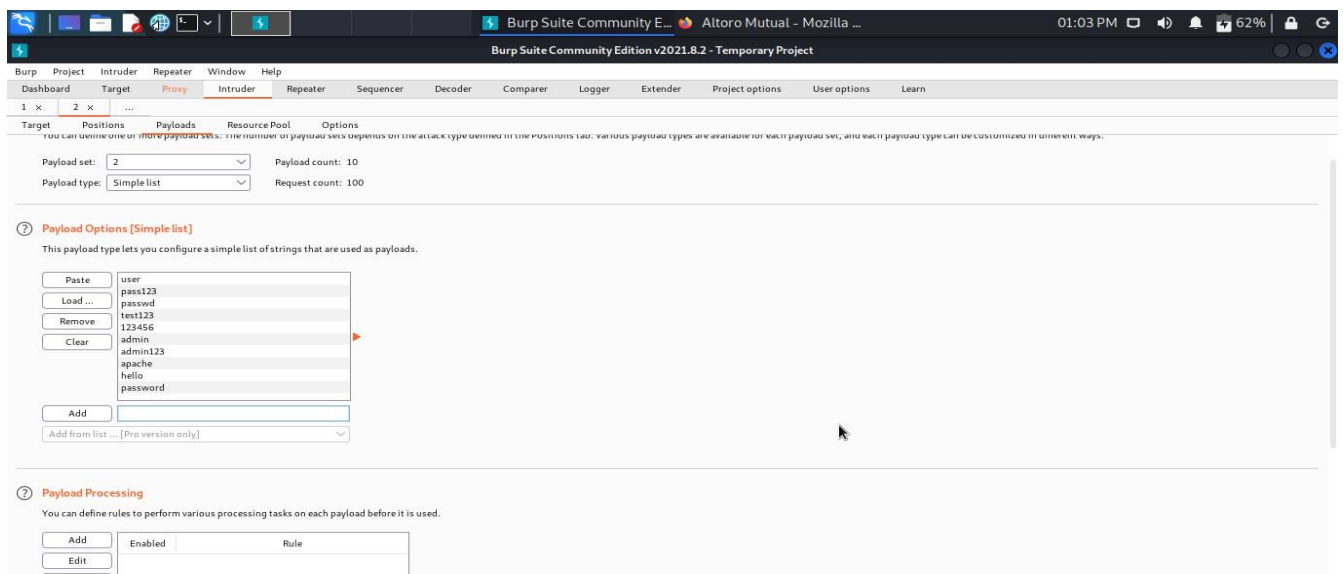 Burp Suite Community E... Altoro Mutual - Mozilla ... 01:03 PM 62%
Burp Suite Community Edition v2021.8.2 - Temporary Project
Burp Project Intruder Repeater Window Help
Dashboard Target Proxy Intruder Repeater Sequencer Decoder Comparer Logger Extender Project options User options Learn
1 × 2 × ...
Target Positions Payloads Resource Pool Options
You can define one or more payload sets. The number of payload sets depends on the attack type defined in the Positions tab. Various payload types are available for each payload set, and each payload type can be customized in different ways.
Payload set: 2 Payload count: 10
Payload type: Simple list Request count: 100
? Payload Options [Simple list]
This payload type lets you configure a simple list of strings that are used as payloads.
Paste
Load ...
Remove
Clear
user
pass123
passwd
test123
123456
admin
admin123
apache
hello
password
Add
Add from list ... [Pro version only]
? Payload Processing
You can define rules to perform various processing tasks on each payload before it is used.
Add Enabled Rule
Edit